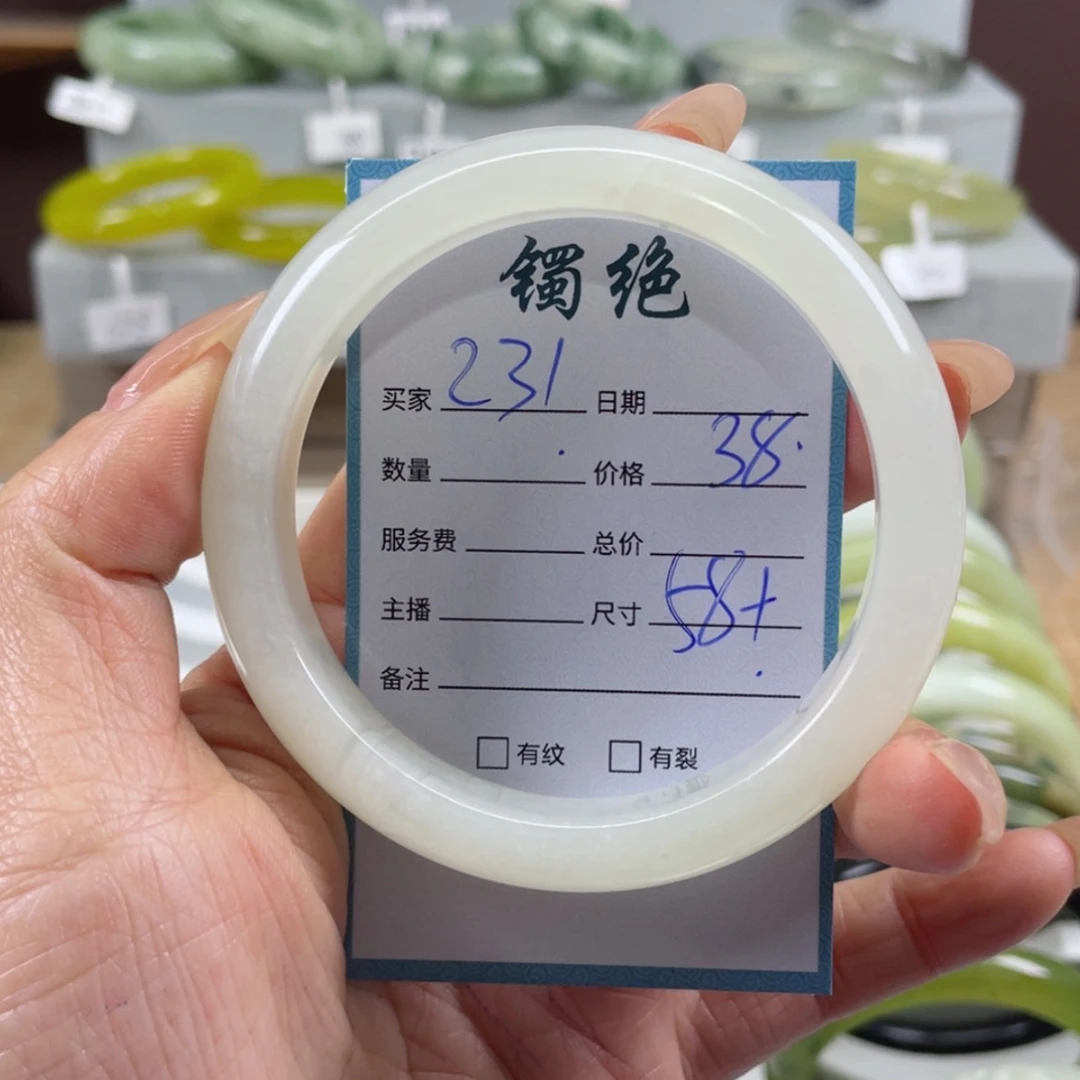 镯绝
买家 231 日期
数量 价格 38
服务费 总价
主播 尺寸 58+
备注
有纹 有裂